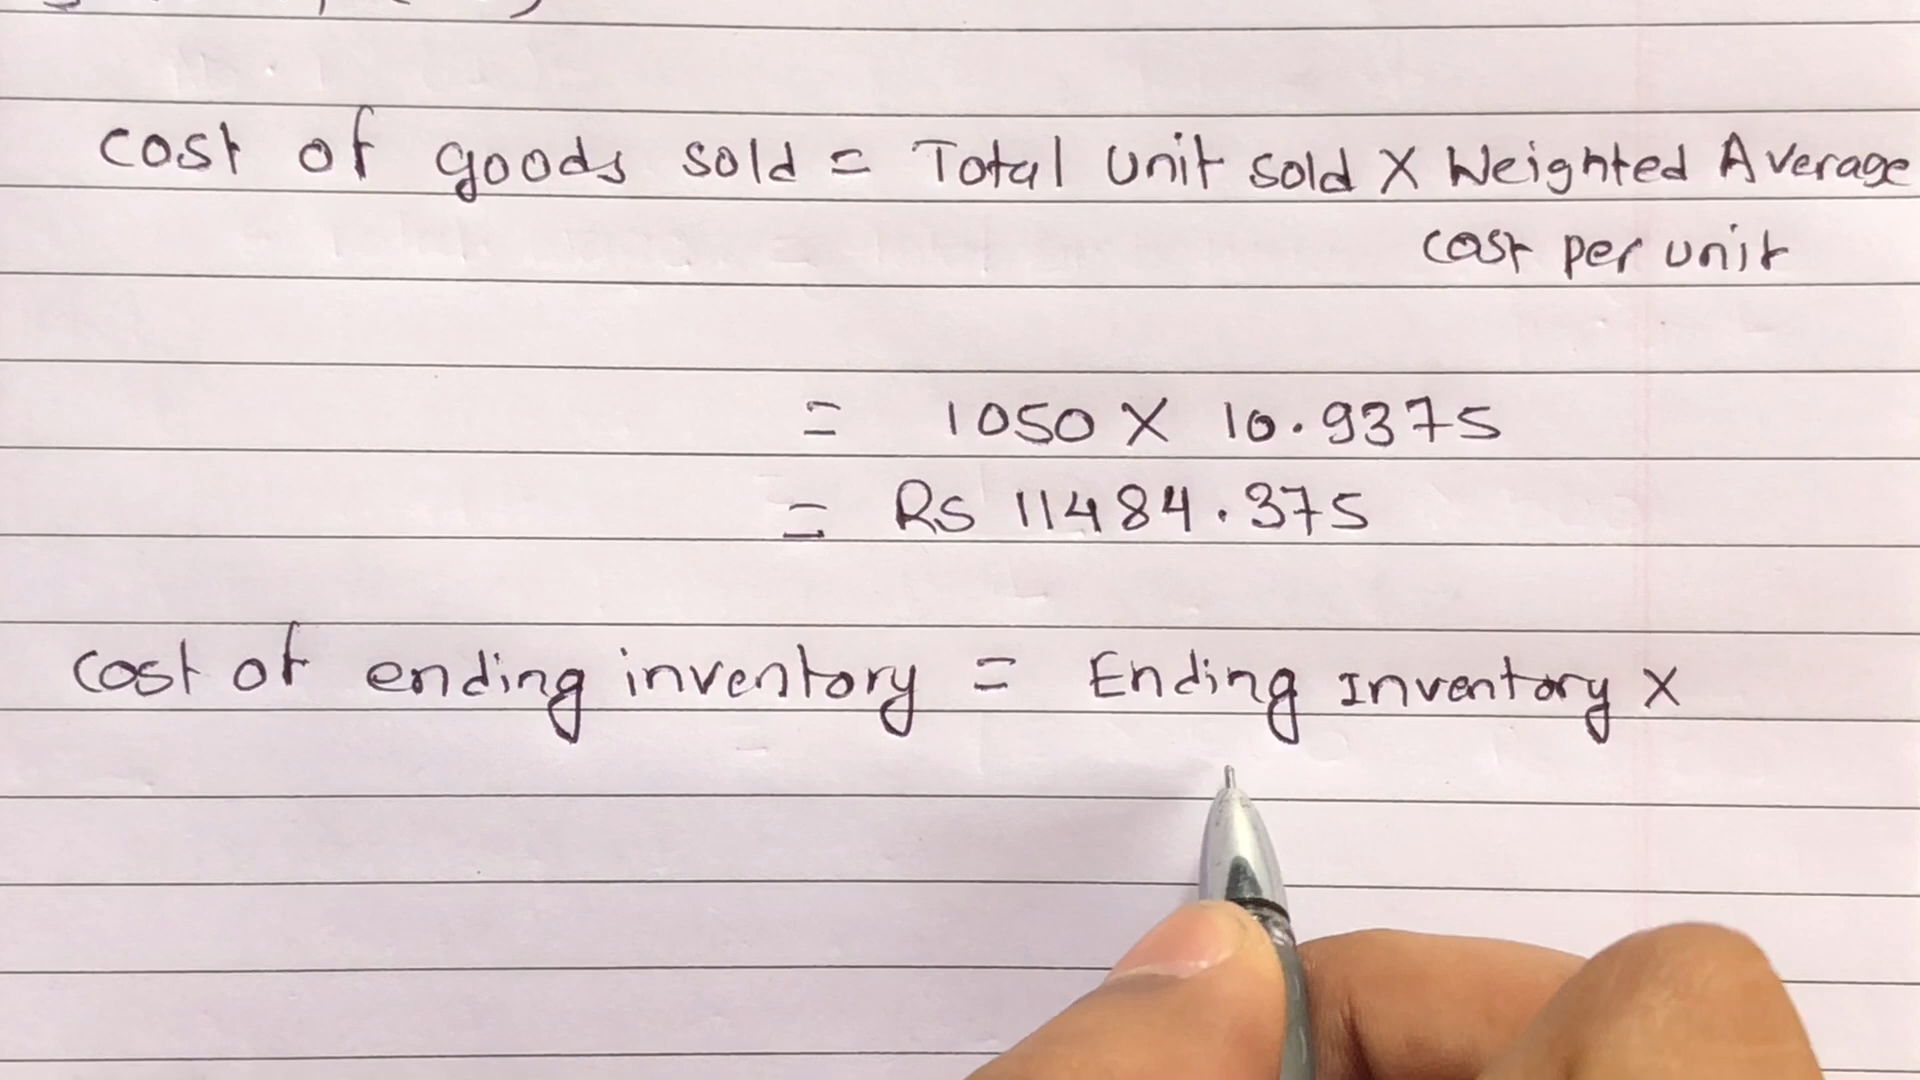 cost of goods sold = Total unit sold X Weighted Average
cost per unit
= 1050 X 10.9375
= Rs 11484.375
cost of ending inventory = Ending Inventory X